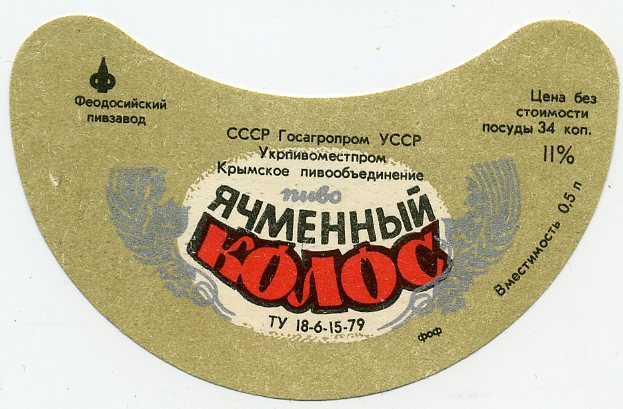 Феодосийский
пивзавод
СССР Госагропром УССР
Укрпивоместпром
Крымское пивообъединение
пиво
ЯЧМЕННЫЙ
КОЛОС
ТУ 18-6-15-79
Цена без
стоимости
посуды 34 коп.
11%
Вместимость 0,5 л
фоф